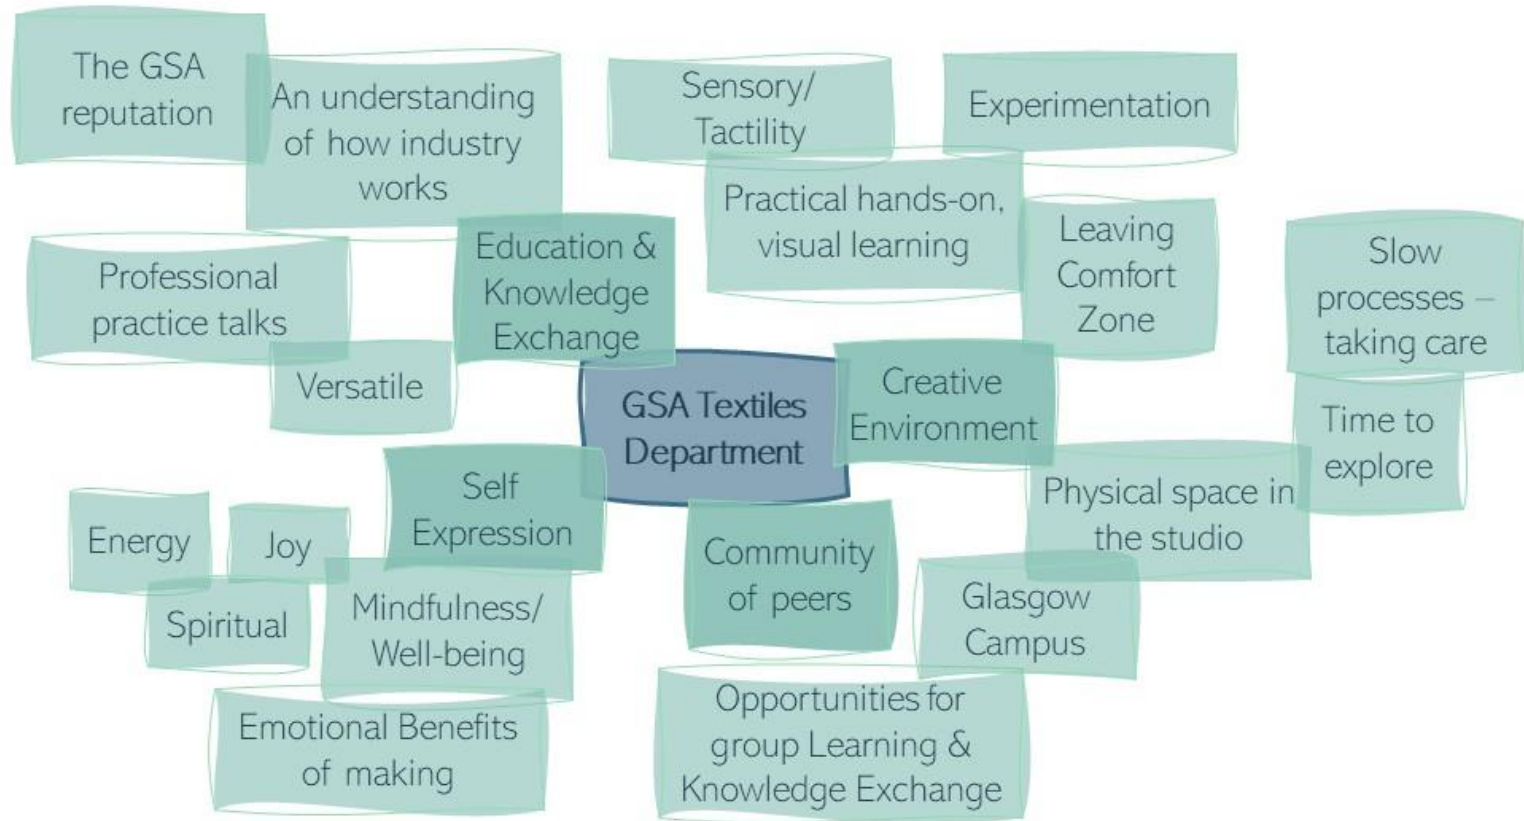 The GSA
reputation
An understanding
of how industry
works
Sensory/
Tactility
Experimentation
Practical hands-on,
visual learning
Education &
Knowledge
Exchange
Leaving
Comfort
Zone
Slow
processes –
taking care
Professional
practice talks
Versatile
GSA Textiles
Department
Creative
Environment
Time to
explore
Self
Expression
Physical space in
the studio
Energy
Joy
Community
of peers
Spiritual
Mindfulness/
Well-being
Glasgow
Campus
Emotional Benefits
of making
Opportunities for
group Learning &
Knowledge Exchange